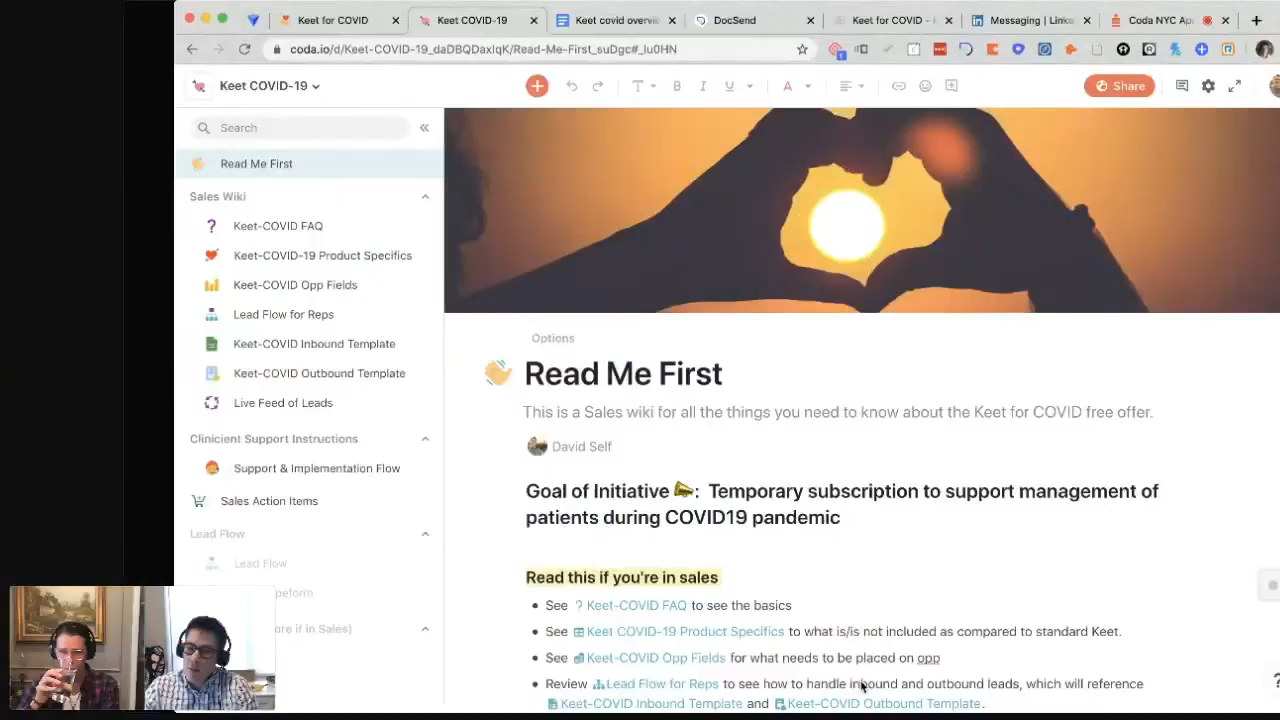 Keet for COVID
Keet COVID-19
Keet covid overvi
DocSend
Keet for COVID -
Messaging | Linke
Coda NYC Ap
coda.io/d/Keet-COVID-19_daDBQDaxIqK/Read-Me-First_suDgc#_lu0HN
Keet COVID-19
Share
Search
Read Me First
Sales Wiki
Keet-COVID FAQ
Keet-COVID-19 Product Specifics
Keet-COVID Opp Fields
Lead Flow for Reps
Keet-COVID Inbound Template
Keet-COVID Outbound Template
Live Feed of Leads
Clinicient Support Instructions
Support & Implementation Flow
Sales Action Items
Lead Flow
Lead Flow
peform
ore if in Sales)
Options
Read Me First
This is a Sales wiki for all the things you need to know about the Keet for COVID free offer.
David Self
Goal of Initiative : Temporary subscription to support management of
patients during COVID19 pandemic
Read this if you're in sales
• See ? Keet-COVID FAQ to see the basics
• See Keet COVID-19 Product Specifics to what is/is not included as compared to standard Keet.
• See Keet-COVID Opp Fields for what needs to be placed on opp
• Review Lead Flow for Reps to see how to handle inbound and outbound leads, which will reference
Keet-COVID Inbound Template and Keet-COVID Outbound Template.